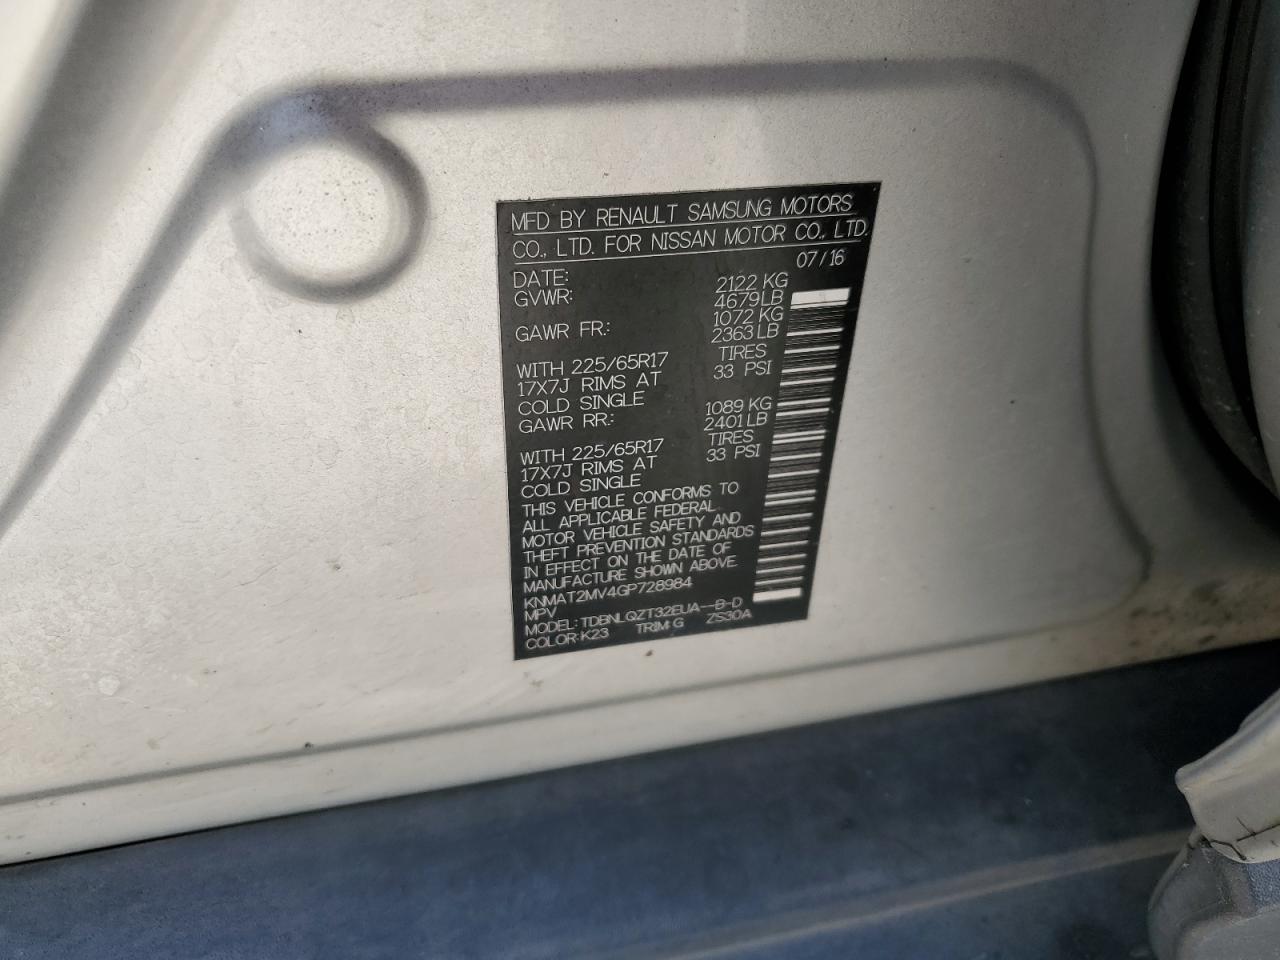 MFD BY RENAULT SAMSUNG MOTORS
CO., LTD. FOR NISSAN MOTOR CO., LTD.
DATE: 07/16
GVWR: 2122 KG
4679 LB
GAWR FR.: 1072 KG
2363 LB
WITH 225/65R17 TIRES
17X7J RIMS AT 33 PSI
COLD SINGLE
GAWR RR.: 1089 KG
2401 LB
WITH 225/65R17 TIRES
17X7J RIMS AT 33 PSI
COLD SINGLE
THIS VEHICLE CONFORMS TO
ALL APPLICABLE FEDERAL
MOTOR VEHICLE SAFETY AND
THEFT PREVENTION STANDARDS
IN EFFECT ON THE DATE OF
MANUFACTURE SHOWN ABOVE.
KNMAT2MV4GP728984
MPV
MODEL: TDBNLQZT32EUA--B-D
COLOR:K23 TRIM:G ZS30A